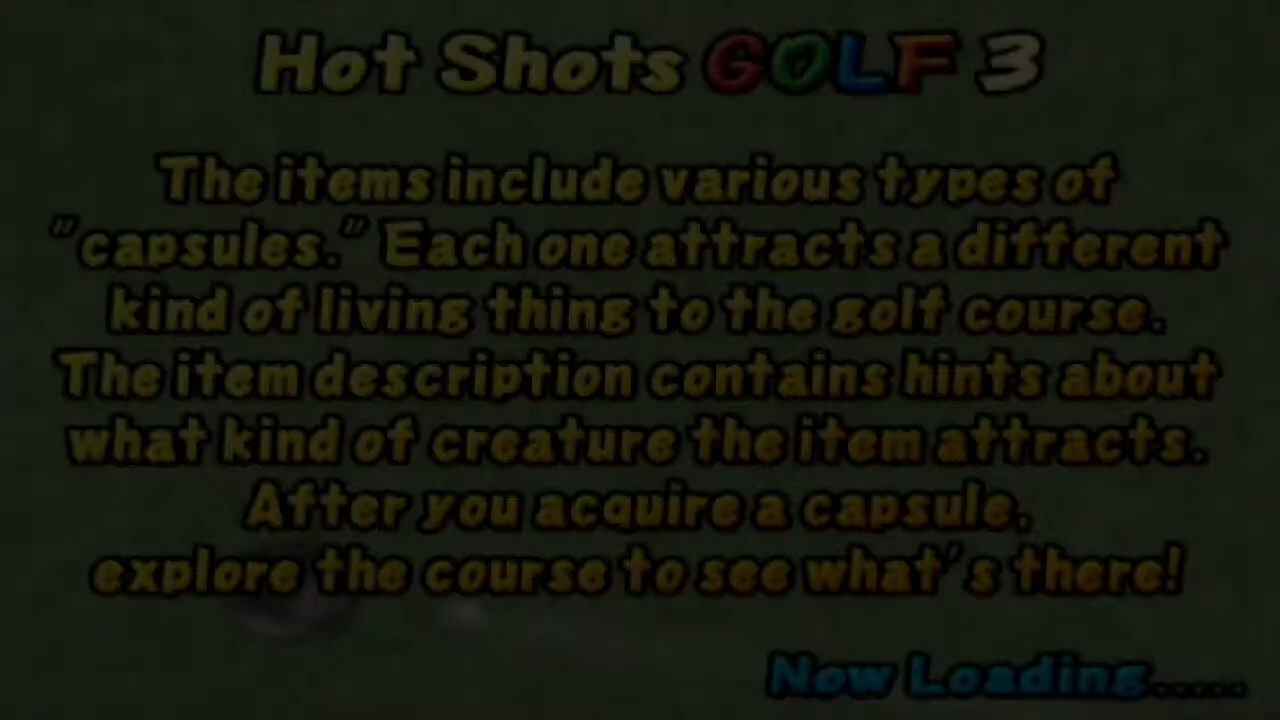 Hot Shots GOLF 3
The items include various types of
"capsules." Each one attracts a different
kind of living thing to the golf course.
The item description contains hints about
what kind of creature the item attracts.
After you acquire a capsule,
explore the course to see what's there!
Now Loading.....